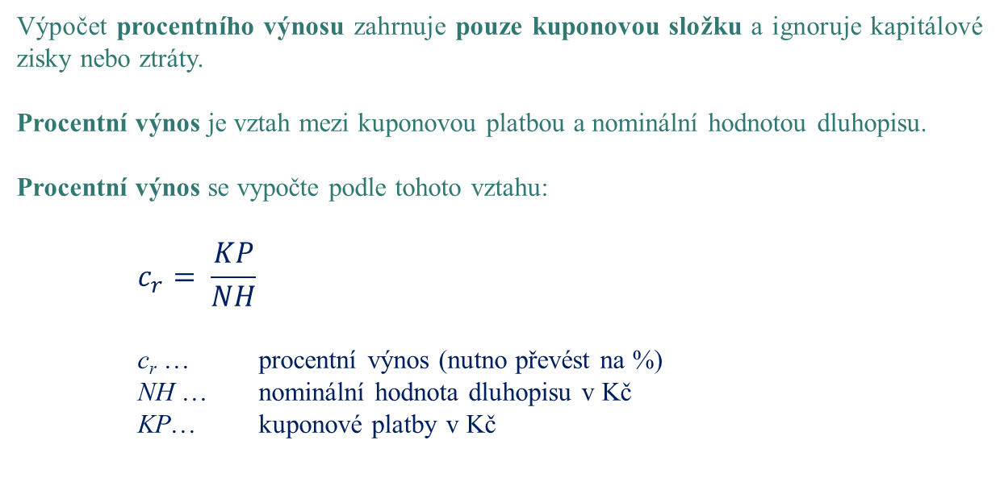 Výpočet procentního výnosu zahrnuje pouze kuponovou složku a ignoruje kapitálové
zisky nebo ztráty.
Procentní výnos je vztah mezi kuponovou platbou a nominální hodnotou dluhopisu.
Procentní výnos se vypočte podle tohoto vztahu:
c_r = KP/NH
c_r … procentní výnos (nutno převést na %)
NH … nominální hodnota dluhopisu v Kč
KP… kuponové platby v Kč